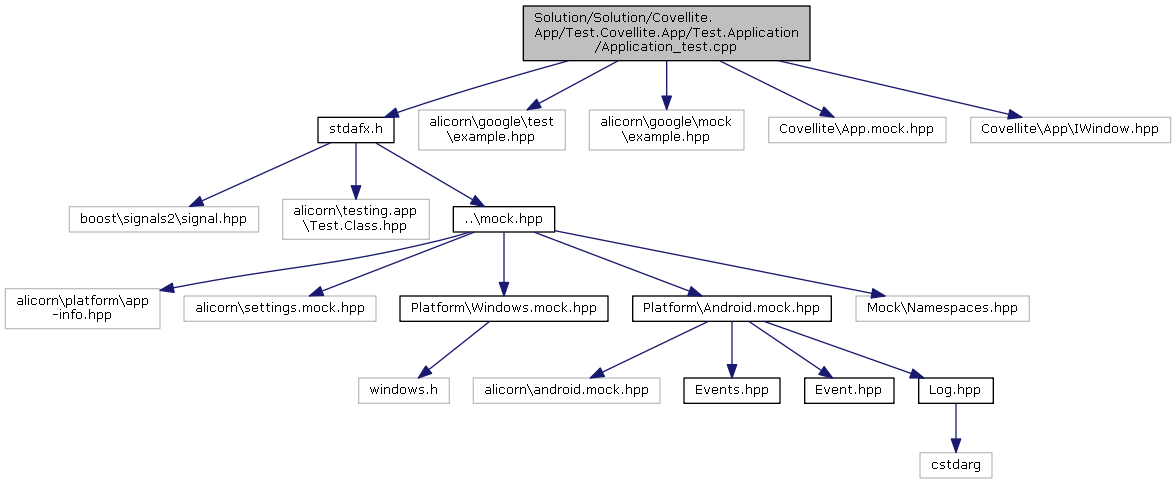 Solution/Solution/Covellite.
App/Test.Covellite.App/Test.Application
/Application_test.cpp
stdafx.h
alicorn\google\test
\example.hpp
alicorn\google\mock
\example.hpp
Covellite\App.mock.hpp
Covellite\App\IWindow.hpp
boost\signals2\signal.hpp
alicorn\testing.app
\Test.Class.hpp
..\mock.hpp
alicorn\platform\app
-info.hpp
alicorn\settings.mock.hpp
Platform\Windows.mock.hpp
Platform\Android.mock.hpp
Mock\Namespaces.hpp
windows.h
alicorn\android.mock.hpp
Events.hpp
Event.hpp
Log.hpp
cstdarg